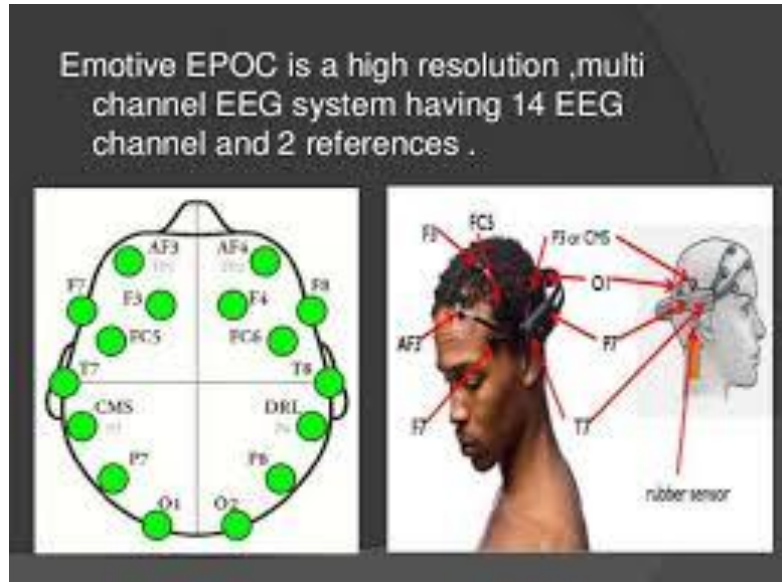 Emotive EPOC is a high resolution ,multi
channel EEG system having 14 EEG
channel and 2 references .
AF3
AF4
F7
F3
F4
F8
FC5
FC6
T7
T8
CMS
DRL
P7
P8
O1
O2
F3
FC5
P3 or CMS
O1
AF3
P7
F7
T7
rubber sensor